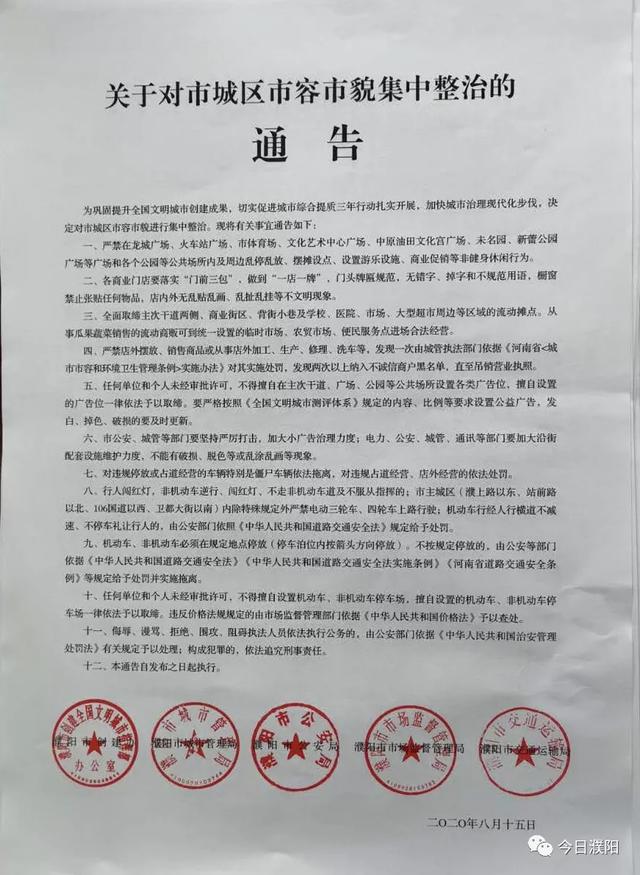 关于对市城区市容市貌集中整治的
通 告
为巩固提升全国文明城市创建成果，切实促进城市综合提质三年行动扎实开展，加快城市治理现代化步伐，决
定对市城区市容市貌进行集中整治。现将有关事宜通告如下：
一、严禁在龙城广场、火车站广场、市体育场、文化艺术中心广场、中原油田文化宫广场、未名园、新蕾公园
广场等广场和各个公园等公共场所内及周边乱停乱放、摆摊设点、设置游乐设施、商业促销等非健身休闲行为。
二、各商业门店要落实“门前三包”，做到“一店一牌”，门头牌匾规范，无错字、掉字和不规范用语，橱窗
禁止张贴任何物品，店内外无乱贴乱画、乱扯乱挂等不文明现象。
三、全面取缔主次干道两侧、商业街区、背街小巷及学校、医院、市场、大型超市周边等区域的流动摊点。从
事瓜果蔬菜销售的流动商贩可到统一设置的临时市场、农贸市场、便民服务点进场合法经营。
四、严禁店外摆放、销售商品或从事店外加工、生产、修理、洗车等，发现一次由城管执法部门依据《河南省<城
市市容和环境卫生管理条例>实施办法》对其实施处罚，发现两次以上纳入不诚信商户黑名单，直至吊销营业执照。
五、任何单位和个人未经审批许可，不得擅自在主次干道、广场、公园等公共场所设置各类广告位，擅自设置
的广告位一律依法予以取缔。要严格按照《全国文明城市测评体系》规定的内容、比例等要求设置公益广告，发
白、掉色、破损的要及时更新。
六、市公安、城管等部门要坚持严厉打击，加大小广告治理力度；电力、公安、城管、通讯等部门要加大沿街
配套设施维护力度，不能有破损、脱色等或乱涂乱画等现象。
七、对违规停放或占道经营的车辆特别是僵尸车辆依法拖离，对违规占道经营、店外经营的依法处罚。
八、行人闯红灯，非机动车逆行、闯红灯、不走非机动车道及不服从指挥的；市主城区（濮上路以东、站前路
以北、106国道以西、卫都大街以南）内除特殊规定外严禁电动三轮车、四轮车上路行驶；机动车行经人行横道不减
速、不停车礼让行人的，由公安部门依照《中华人民共和国道路交通安全法》规定给予处罚。
九、机动车、非机动车必须在规定地点停放（停车泊位内按箭头方向停放）。不按规定停放的，由公安等部门
依据《中华人民共和国道路交通安全法》《中华人民共和国道路交通安全法实施条例》《河南省道路交通安全条
例》等规定给予处罚并实施拖离。
十、任何单位和个人未经审批许可，不得擅自设置机动车、非机动车停车场，擅自设置的机动车、非机动车停
车场一律依法予以取缔。违反价格法规规定的由市场监督管理部门依据《中华人民共和国价格法》予以查处。
十一、侮辱、谩骂、拒绝、围攻、阻碍执法人员依法执行公务的，由公安部门依据《中华人民共和国治安管理
处罚法》有关规定予以处理；构成犯罪的，依法追究刑事责任。
十二、本通告自发布之日起执行。
濮阳市创建办 濮阳市城市管理局 濮阳市公安局 濮阳市市场监督管理局 濮阳市交通运输局
办公室
二〇二〇年八月十五日
今日濮阳